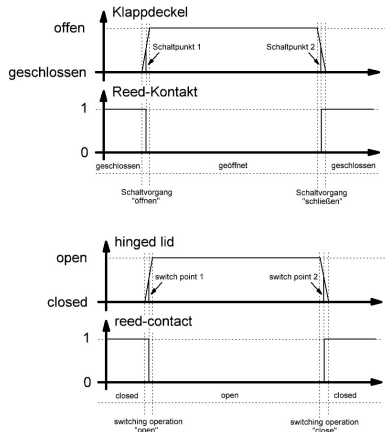 Klappdeckel
offen
Schaltpunkt 1
Schaltpunkt 2
geschlossen
Reed-Kontakt
1
0
geschlossen
geöffnet
geschlossen
Schaltvorgang
"öffnen"
Schaltvorgang
"schließen"
hinged lid
open
switch point 1
switch point 2
closed
reed-contact
1
0
closed
open
closed
switching operation
"open"
switching operation
"close"